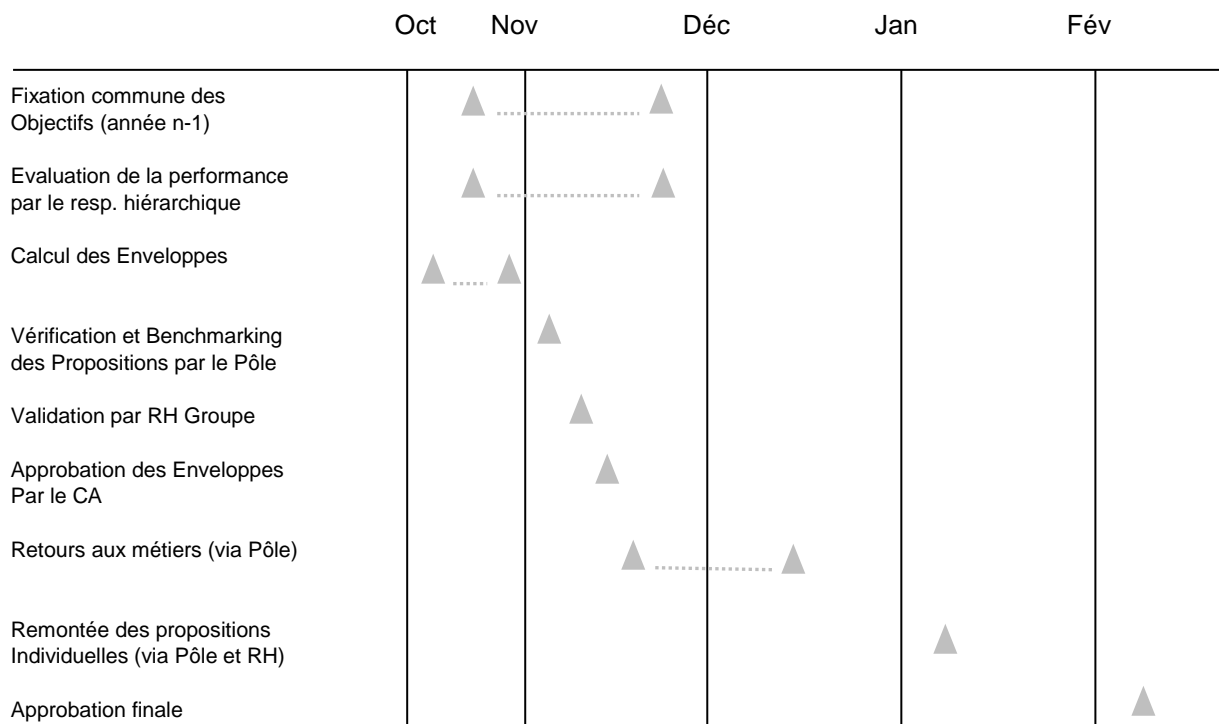 Oct Nov Déc Jan Fév
Fixation commune des
Objectifs (année n-1)
Evaluation de la performance
par le resp. hiérarchique
Calcul des Enveloppes
Vérification et Benchmarking
des Propositions par le Pôle
Validation par RH Groupe
Approbation des Enveloppes
Par le CA
Retours aux métiers (via Pôle)
Remontée des propositions
Individuelles (via Pôle et RH)
Approbation finale